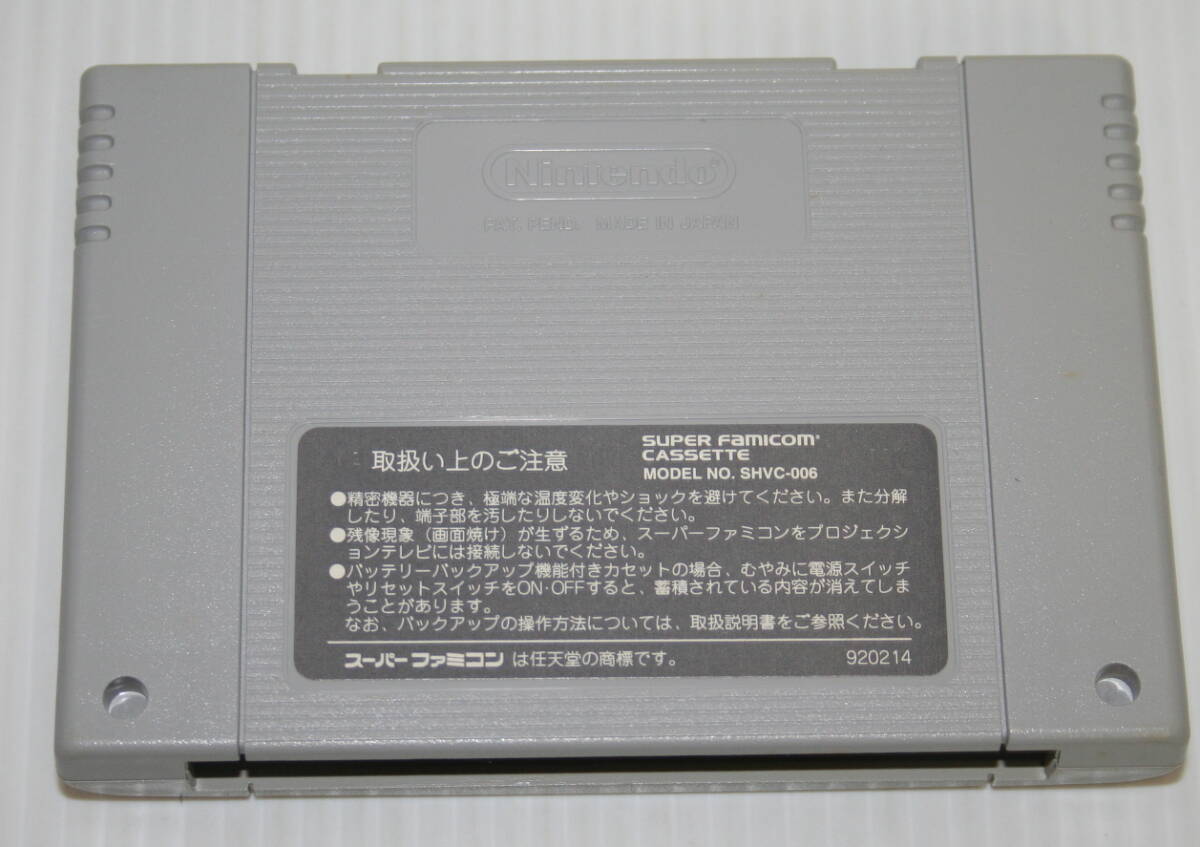 Nintendo®
PAT. PEND. MADE IN JAPAN
取扱い上のご注意
SUPER Famicom®
CASSETTE
MODEL NO. SHVC-006
●精密機器につき、極端な温度変化やショックを避けてください。また分解
したり、端子部を汚したりしないでください。
●残像現象（画面焼け）が生ずるため、スーパーファミコンをプロジェクシ
ョンテレビには接続しないでください。
●バッテリーバックアップ機能付きカセットの場合、むやみに電源スイッチ
やリセットスイッチをON・OFFすると、蓄積されている内容が消えてしま
うことがあります。
なお、バックアップの操作方法については、取扱説明書をご参照ください。
スーパーファミコン は任天堂の商標です。 920214